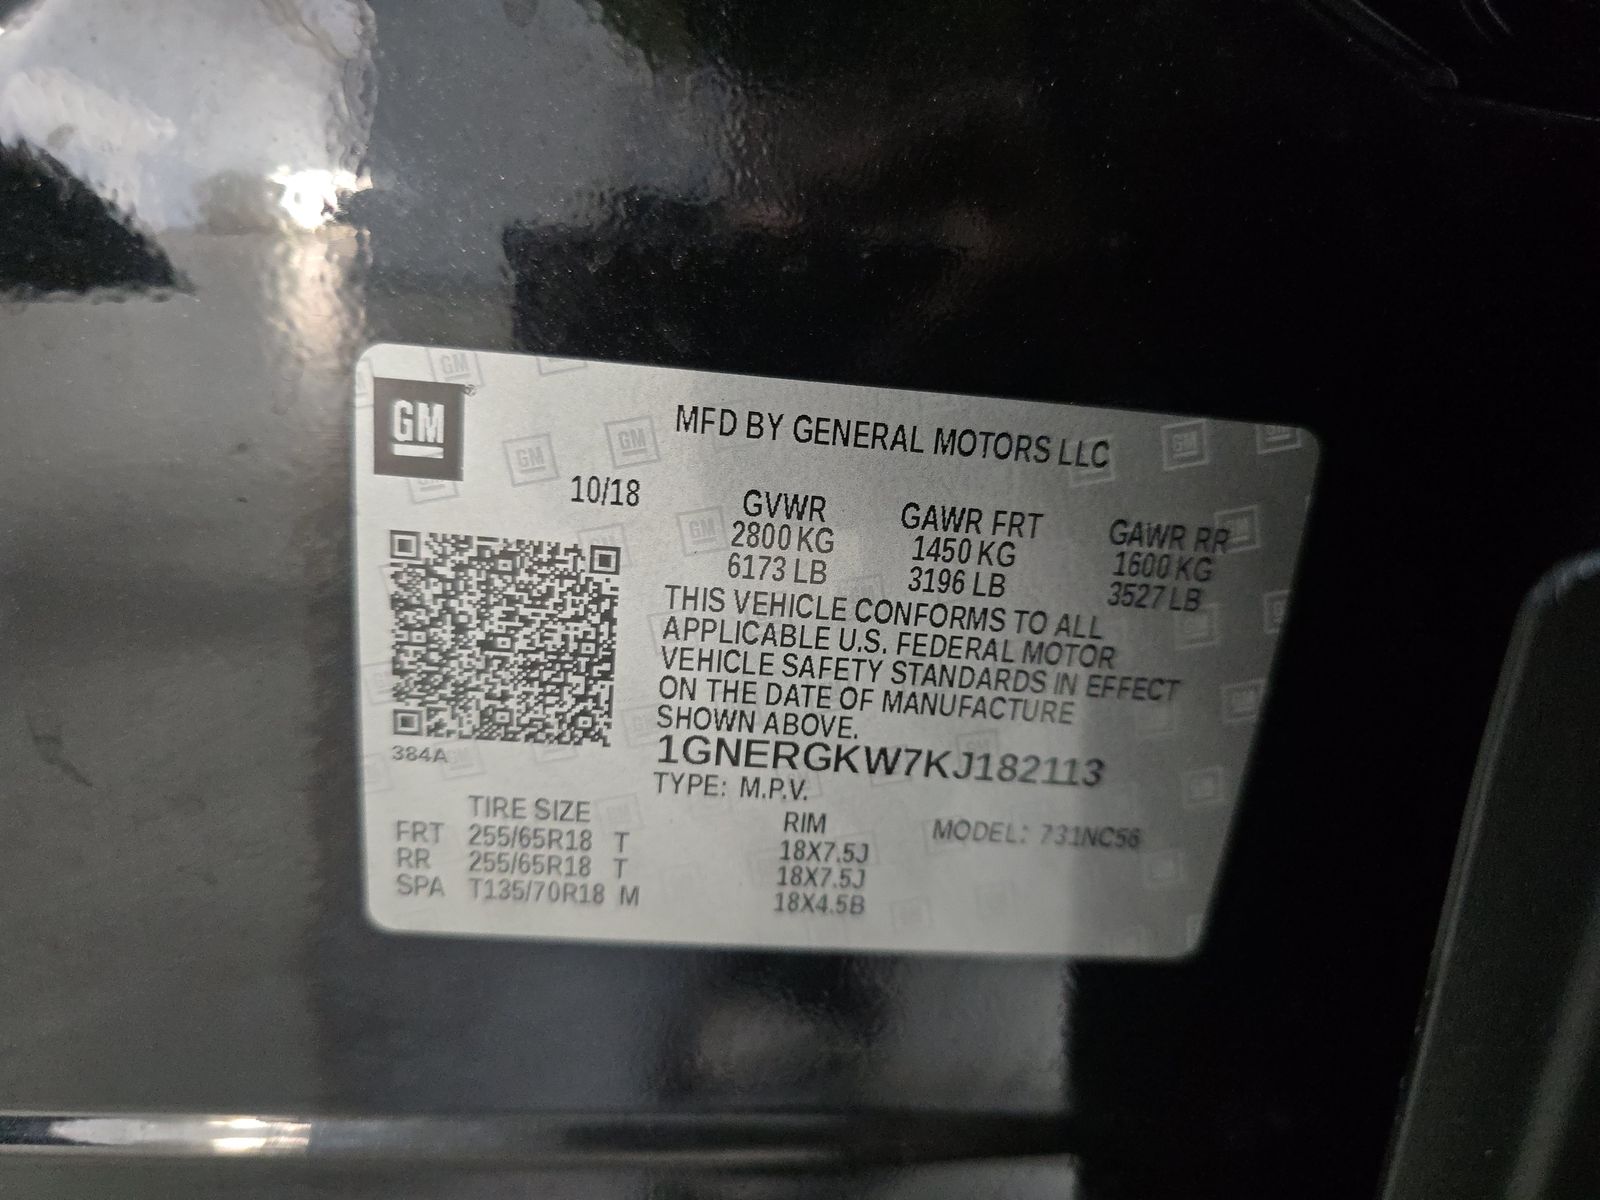 GM
MFD BY GENERAL MOTORS LLC
10/18
GVWR GAWR FRT GAWR RR
2800 KG 1450 KG 1600 KG
6173 LB 3196 LB 3527 LB
THIS VEHICLE CONFORMS TO ALL
APPLICABLE U.S. FEDERAL MOTOR
VEHICLE SAFETY STANDARDS IN EFFECT
ON THE DATE OF MANUFACTURE
SHOWN ABOVE.
384A
1GNERGKW7KJ182113
TYPE: M.P.V.
TIRE SIZE RIM MODEL: 731NC56
FRT 255/65R18 T 18X7.5J
RR 255/65R18 T 18X7.5J
SPA T135/70R18 M 18X4.5B